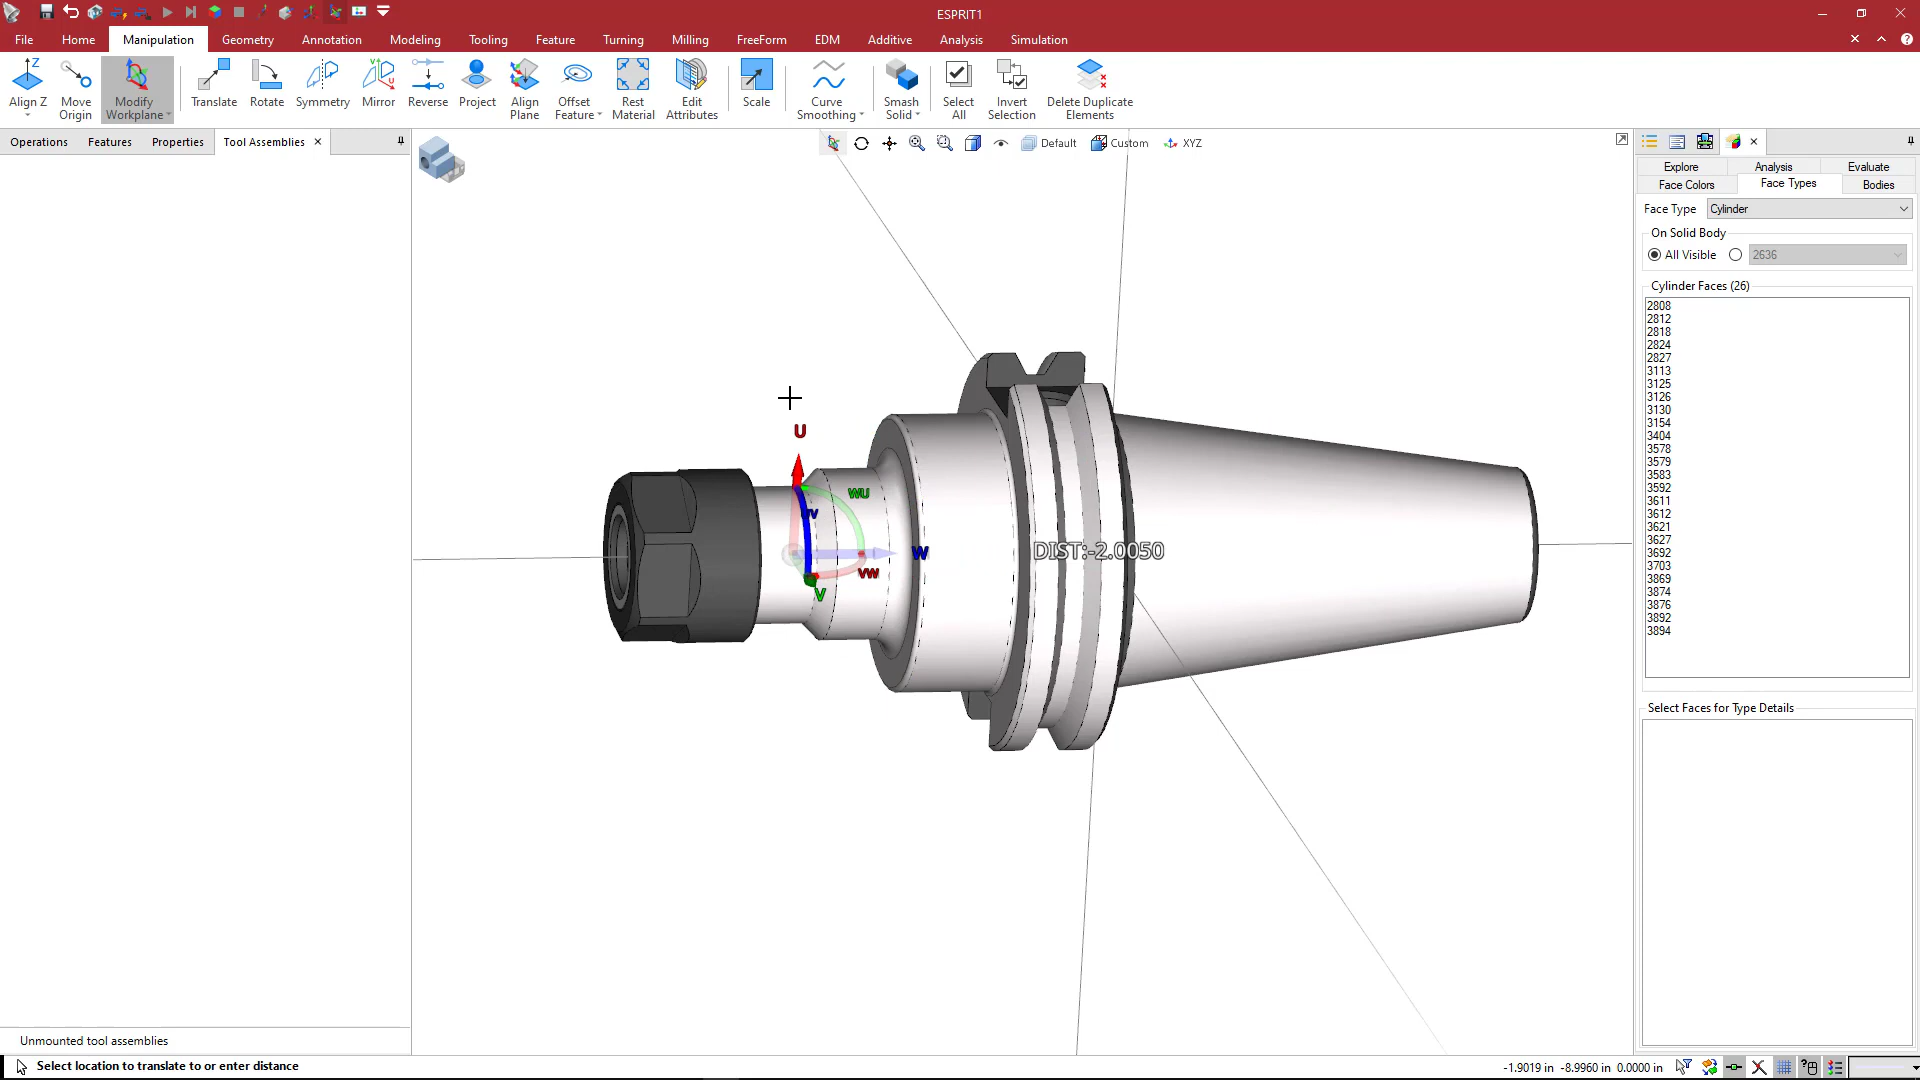 ESPRIT1
File Home Manipulation Geometry Annotation Modeling Tooling Feature Turning Milling FreeForm EDM Additive Analysis Simulation
Align Z
Move Origin
Modify Workplane
Translate
Rotate
Symmetry
Mirror
Reverse
Project
Align Plane
Offset Feature
Rest Material
Edit Attributes
Scale
Curve Smoothing
Smash Solid
Select All
Invert Selection
Delete Duplicate Elements
Operations Features Properties Tool Assemblies
Default Custom XYZ
U
WU
UV
W
VW
V
DIST:-2.0050
Explore Analysis Evaluate
Face Colors Face Types Bodies
Face Type Cylinder
On Solid Body
All Visible 2636
Cylinder Faces (26)
2808
2812
2818
2824
2827
3113
3125
3126
3130
3154
3404
3578
3579
3583
3592
3611
3612
3621
3627
3692
3703
3869
3874
3876
3892
3894
Select Faces for Type Details
Unmounted tool assemblies
Select location to translate to or enter distance
-1.9019 in -8.9960 in 0.0000 in